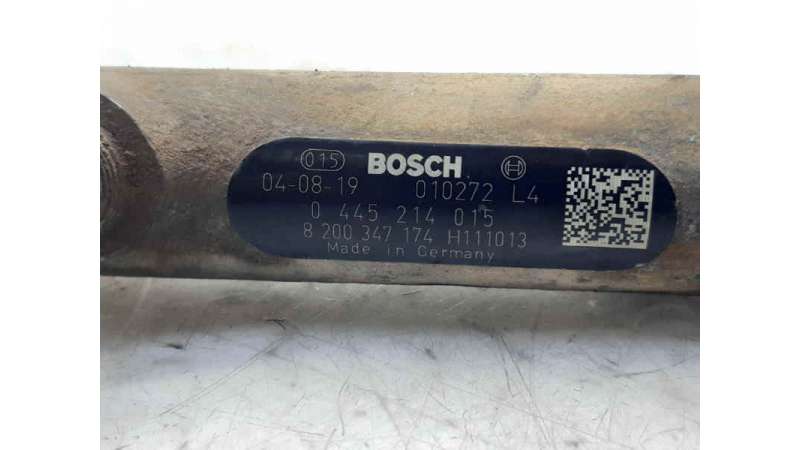 015 BOSCH
04-08-19 010272 L4
0 445 214 015
8 200 347 174 H111013
Made in Germany